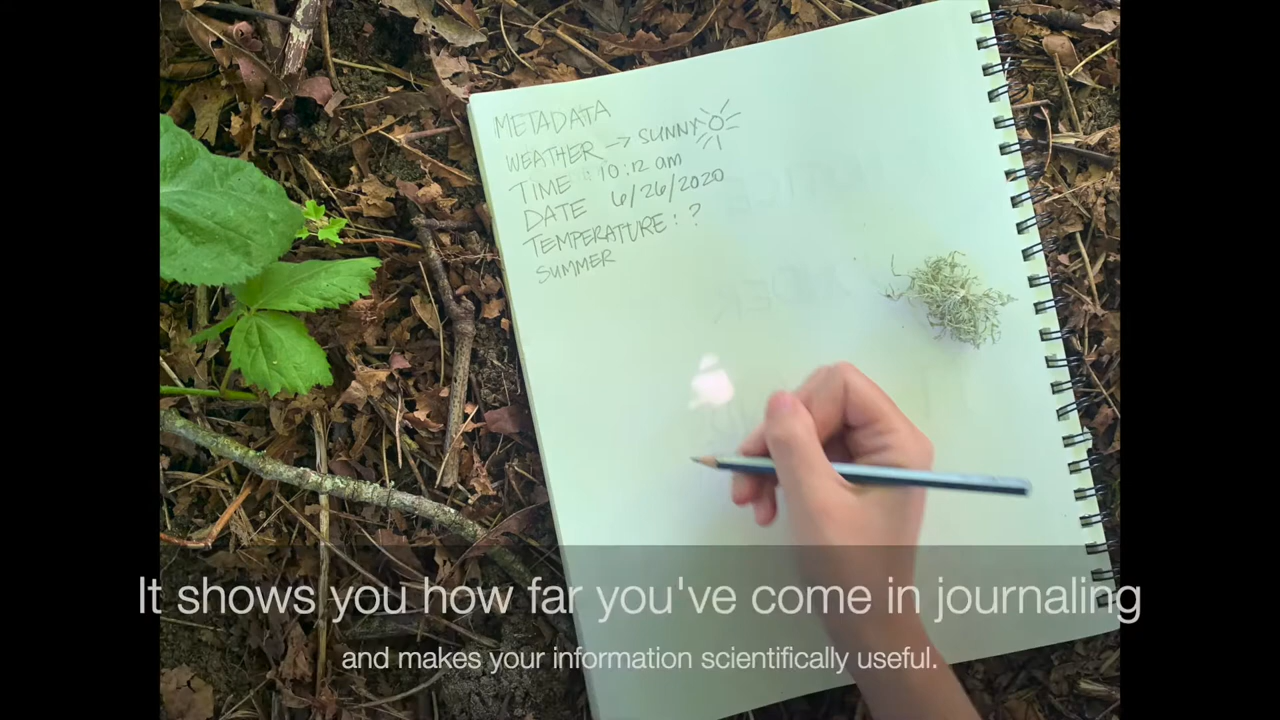 METADATA
WEATHER → SUNNY
TIME : 10:12 am
DATE 6/26/2020
TEMPERATURE : ?
SUMMER
It shows you how far you've come in journaling
and makes your information scientifically useful.